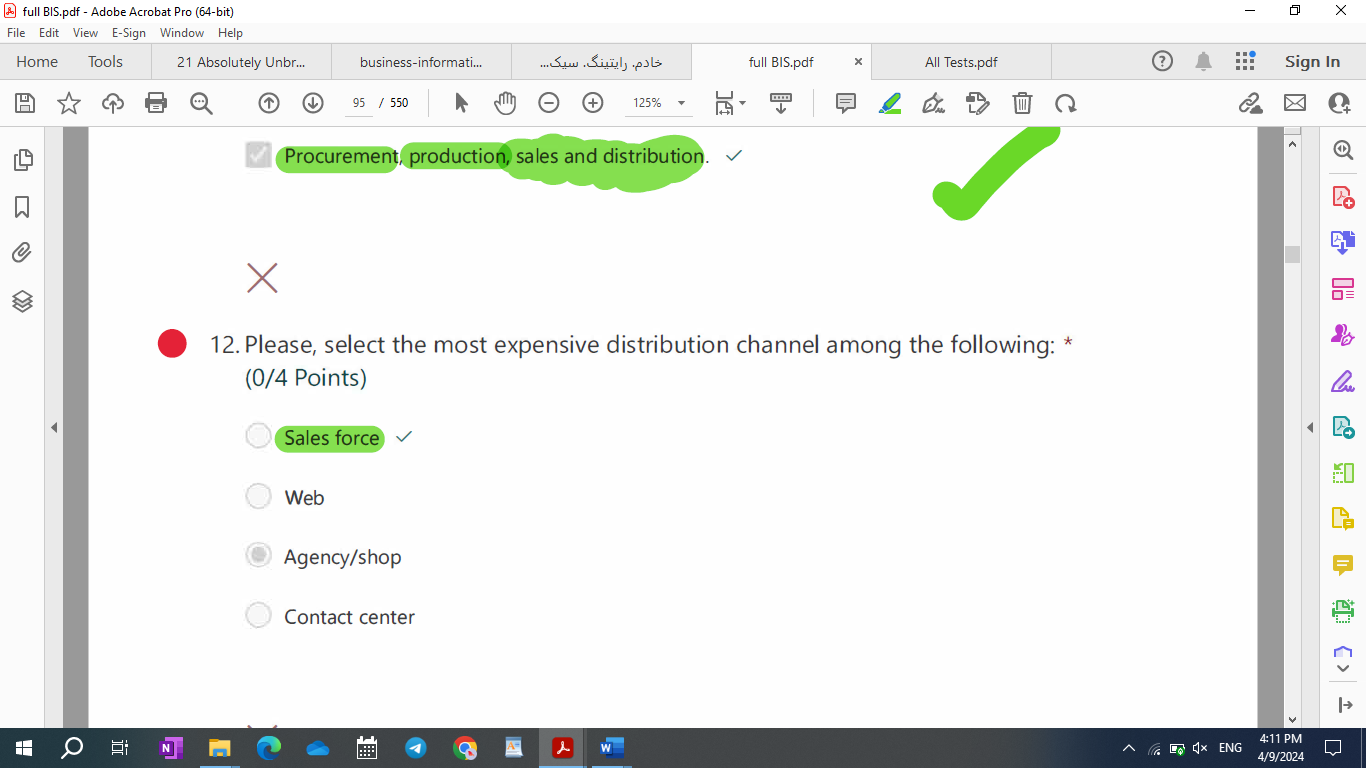 full BIS.pdf - Adobe Acrobat Pro (64-bit)
File Edit View E-Sign Window Help
Home Tools 21 Absolutely Unbr... business-informati... خادم. رایتینگ. سیک... full BIS.pdf × All Tests.pdf Sign In
95 / 550 125%
Procurement, production, sales and distribution.
12. Please, select the most expensive distribution channel among the following: *
(0/4 Points)
Sales force
Web
Agency/shop
Contact center
ENG
4:11 PM
4/9/2024